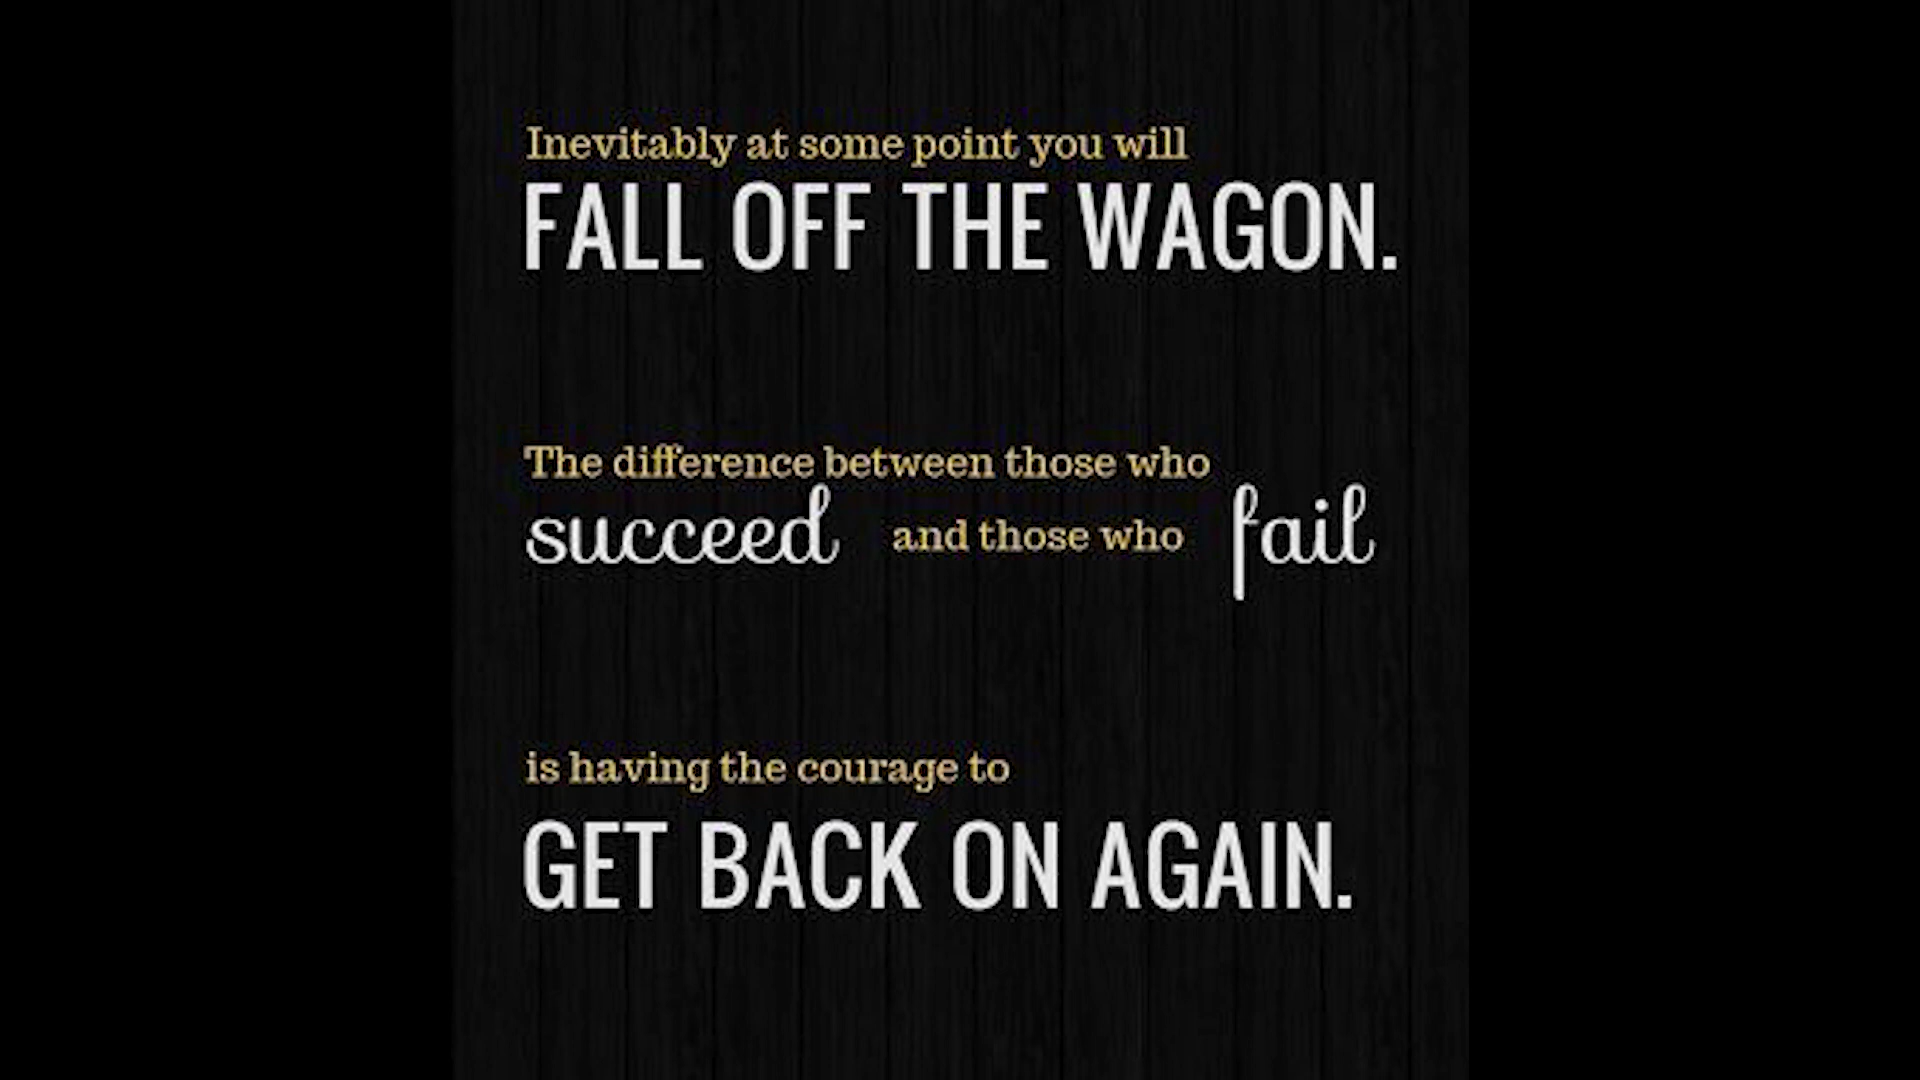 Inevitably at some point you will
FALL OFF THE WAGON.
The difference between those who
succeed and those who fail
is having the courage to
GET BACK ON AGAIN.